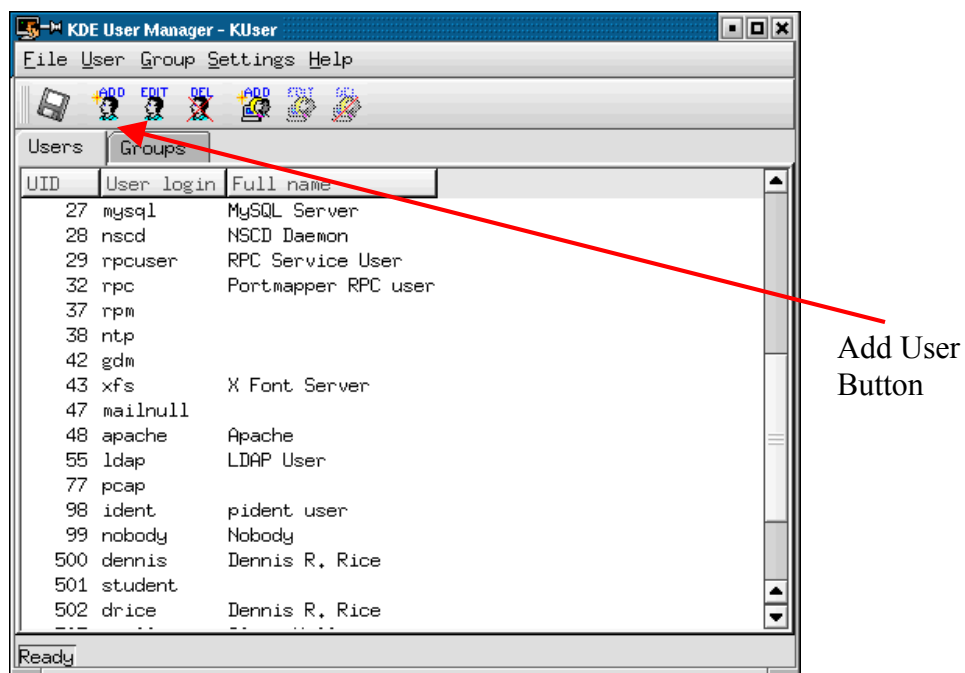 KDE User Manager - KUser
File User Group Settings Help
ADD EDIT DEL ADD EDIT DEL
Users Groups
UID User login Full name
27 mysql MySQL Server
28 nscd NSCD Daemon
29 rpcuser RPC Service User
32 rpc Portmapper RPC user
37 rpm
38 ntp
42 gdm
43 xfs X Font Server
47 mailnull
48 apache Apache
55 ldap LDAP User
77 pcap
98 ident pident user
99 nobody Nobody
500 dennis Dennis R. Rice
501 student
502 drice Dennis R. Rice
Ready
Add User
Button